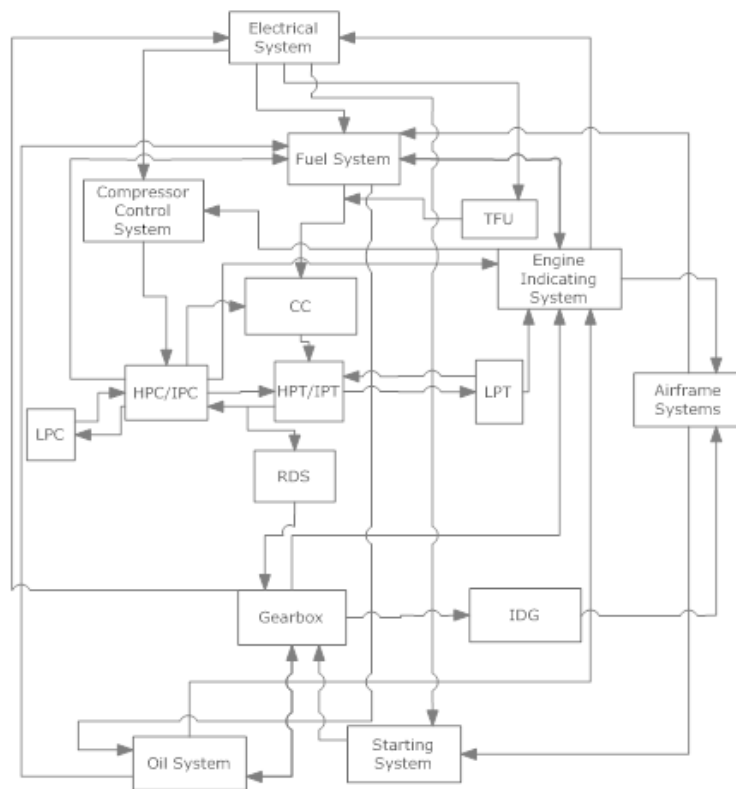 Electrical
System
Fuel System
Compressor
Control
System
TFU
Engine
Indicating
System
CC
HPC/IPC
HPT/IPT
LPT
Airframe
Systems
LPC
RDS
Gearbox
IDG
Oil System
Starting
System